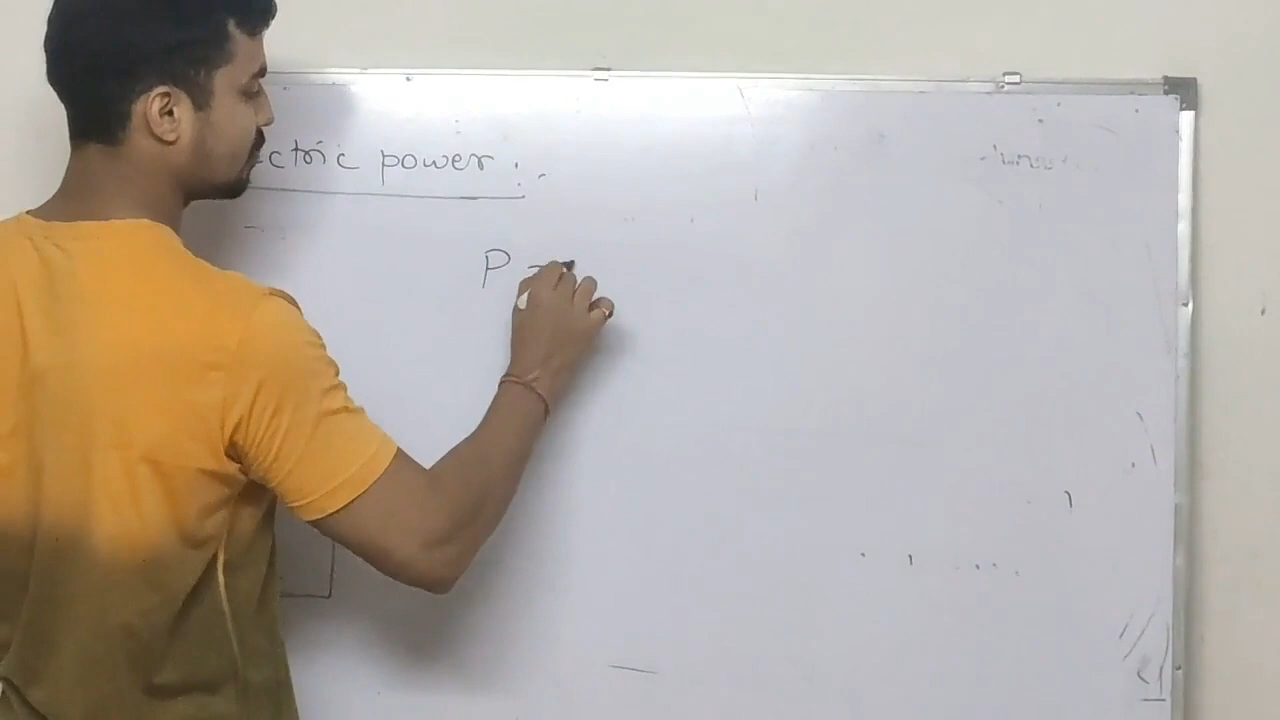 ctric power :-
P =